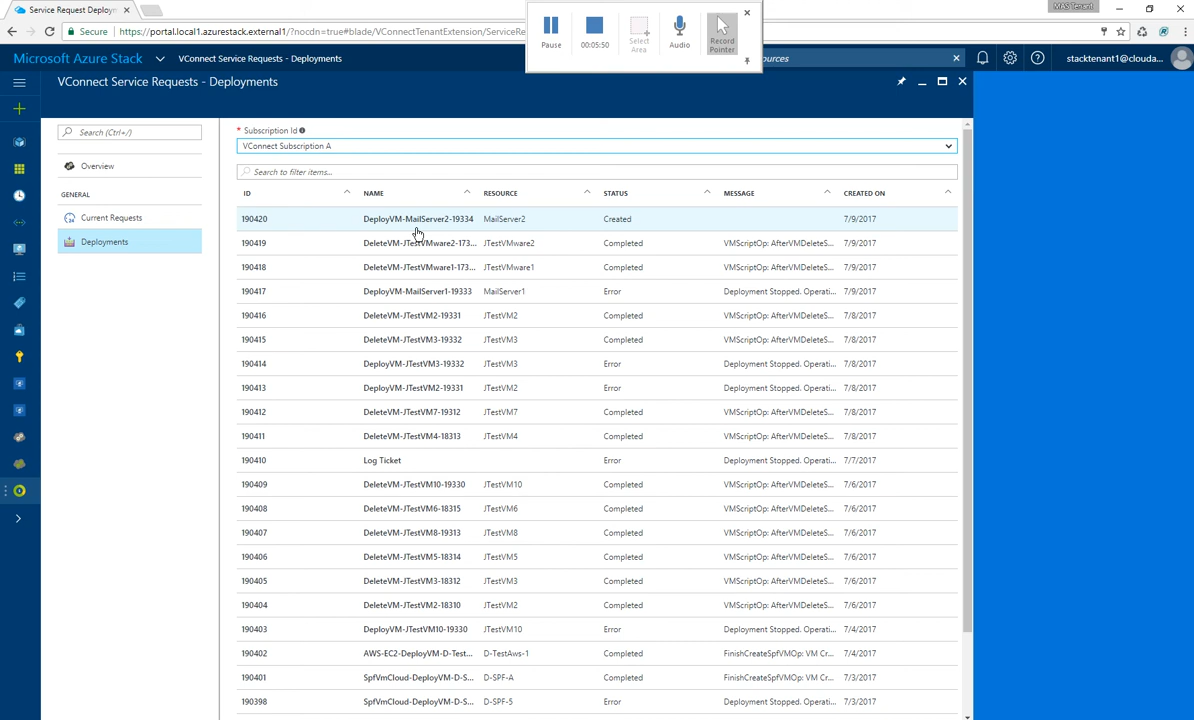 Service Request Deploym
MAS Tenant
Secure https://portal.local1.azurestack.external1/?nocdn=true#blade/VConnectTenantExtension/ServiceRe
Pause
00:05:50
Select Area
Audio
Record Pointer
Microsoft Azure Stack
VConnect Service Requests - Deployments
ources
stacktenant1@clouda...
VConnect Service Requests - Deployments
Search (Ctrl+/)
Overview
GENERAL
Current Requests
Deployments
* Subscription Id
VConnect Subscription A
Search to filter items...
ID NAME RESOURCE STATUS MESSAGE CREATED ON
190420 DeployVM-MailServer2-19334 MailServer2 Created 7/9/2017
190419 DeleteVM-JTestVMware2-173... JTestVMware2 Completed VMScriptOp: AfterVMDeleteS... 7/9/2017
190418 DeleteVM-JTestVMware1-173... JTestVMware1 Completed VMScriptOp: AfterVMDeleteS... 7/9/2017
190417 DeployVM-MailServer1-19333 MailServer1 Error Deployment Stopped. Operati... 7/9/2017
190416 DeleteVM-JTestVM2-19331 JTestVM2 Completed VMScriptOp: AfterVMDeleteS... 7/8/2017
190415 DeleteVM-JTestVM3-19332 JTestVM3 Completed VMScriptOp: AfterVMDeleteS... 7/8/2017
190414 DeployVM-JTestVM3-19332 JTestVM3 Error Deployment Stopped. Operati... 7/8/2017
190413 DeployVM-JTestVM2-19331 JTestVM2 Error Deployment Stopped. Operati... 7/8/2017
190412 DeleteVM-JTestVM7-19312 JTestVM7 Completed VMScriptOp: AfterVMDeleteS... 7/8/2017
190411 DeleteVM-JTestVM4-18313 JTestVM4 Completed VMScriptOp: AfterVMDeleteS... 7/8/2017
190410 Log Ticket Error Deployment Stopped. Operati... 7/7/2017
190409 DeleteVM-JTestVM10-19330 JTestVM10 Completed VMScriptOp: AfterVMDeleteS... 7/6/2017
190408 DeleteVM-JTestVM6-18315 JTestVM6 Completed VMScriptOp: AfterVMDeleteS... 7/6/2017
190407 DeleteVM-JTestVM8-19313 JTestVM8 Completed VMScriptOp: AfterVMDeleteS... 7/6/2017
190406 DeleteVM-JTestVM5-18314 JTestVM5 Completed VMScriptOp: AfterVMDeleteS... 7/6/2017
190405 DeleteVM-JTestVM3-18312 JTestVM3 Completed VMScriptOp: AfterVMDeleteS... 7/6/2017
190404 DeleteVM-JTestVM2-18310 JTestVM2 Completed VMScriptOp: AfterVMDeleteS... 7/6/2017
190403 DeployVM-JTestVM10-19330 JTestVM10 Error Deployment Stopped. Operati... 7/4/2017
190402 AWS-EC2-DeployVM-D-Test... D-TestAws-1 Completed FinishCreateSpfVMOp: VM Cr... 7/4/2017
190401 SpfVmCloud-DeployVM-D-S... D-SPF-A Completed FinishCreateSpfVMOp: VM Cr... 7/3/2017
190398 SpfVmCloud-DeployVM-D-S... D-SPF-5 Error Deployment Stopped. Operati... 7/3/2017